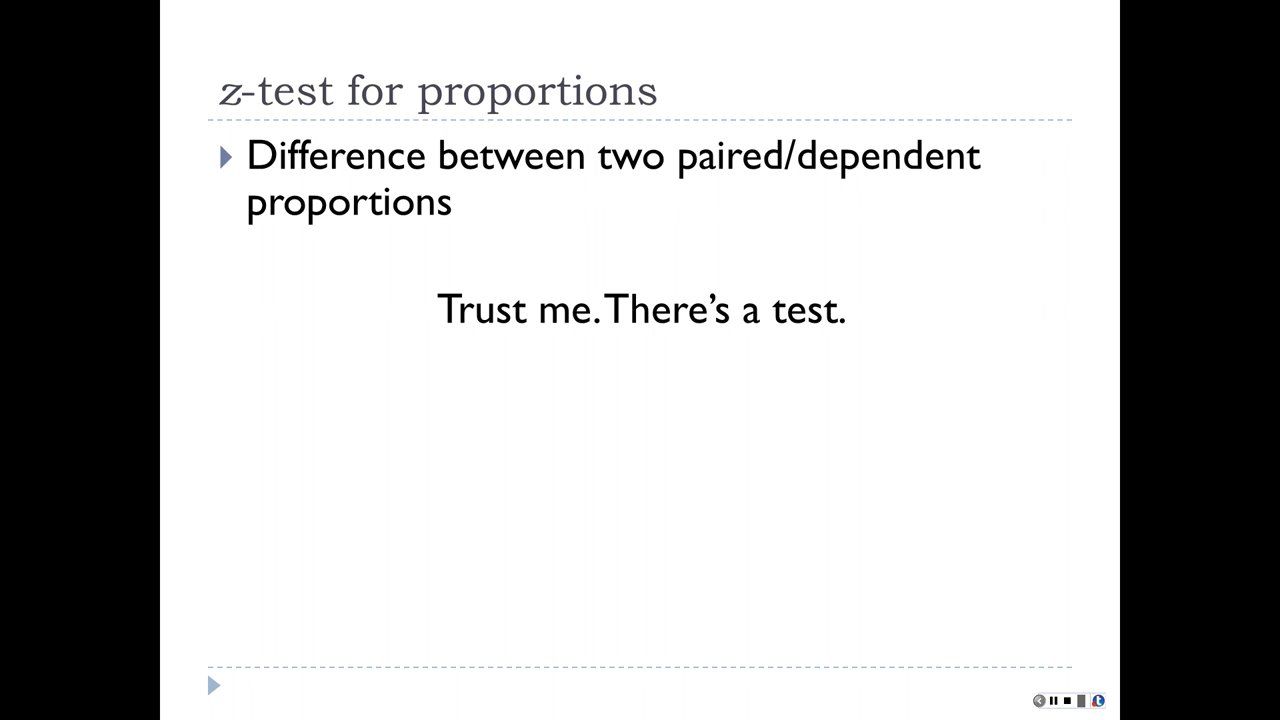 z-test for proportions
Difference between two paired/dependent
proportions
Trust me. There’s a test.